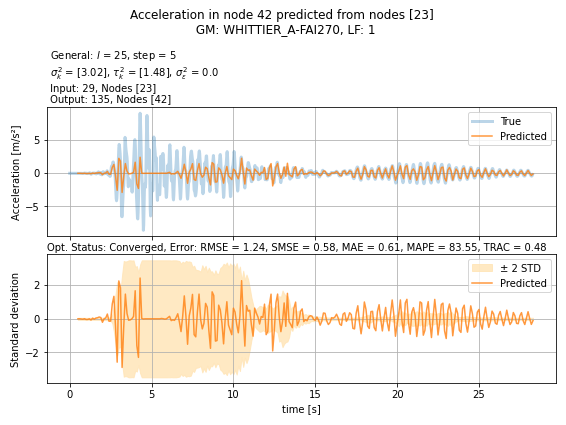 Acceleration in node 42 predicted from nodes [23]
GM: WHITTIER_A-FAI270, LF: 1
General: l = 25, step = 5
σ²ₖ = [3.02], τ²ₖ = [1.48], σ²ε = 0.0
Input: 29, Nodes [23]
Output: 135, Nodes [42]
Acceleration [m/s²]
5
0
−5
True
Predicted
Opt. Status: Converged, Error: RMSE = 1.24, SMSE = 0.58, MAE = 0.61, MAPE = 83.55, TRAC = 0.48
Standard deviation
2
0
−2
± 2 STD
Predicted
0 5 10 15 20 25
time [s]